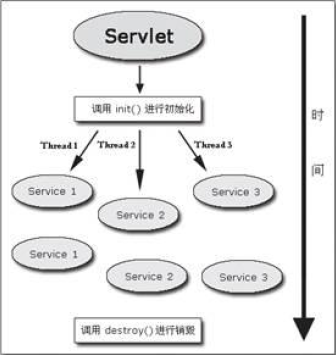 Servlet
调用 init() 进行初始化
Thread 1
Thread 2
Thread 3
Service 1
Service 2
Service 3
Service 1
Service 2
Service 3
调用 destroy() 进行销毁
时
间